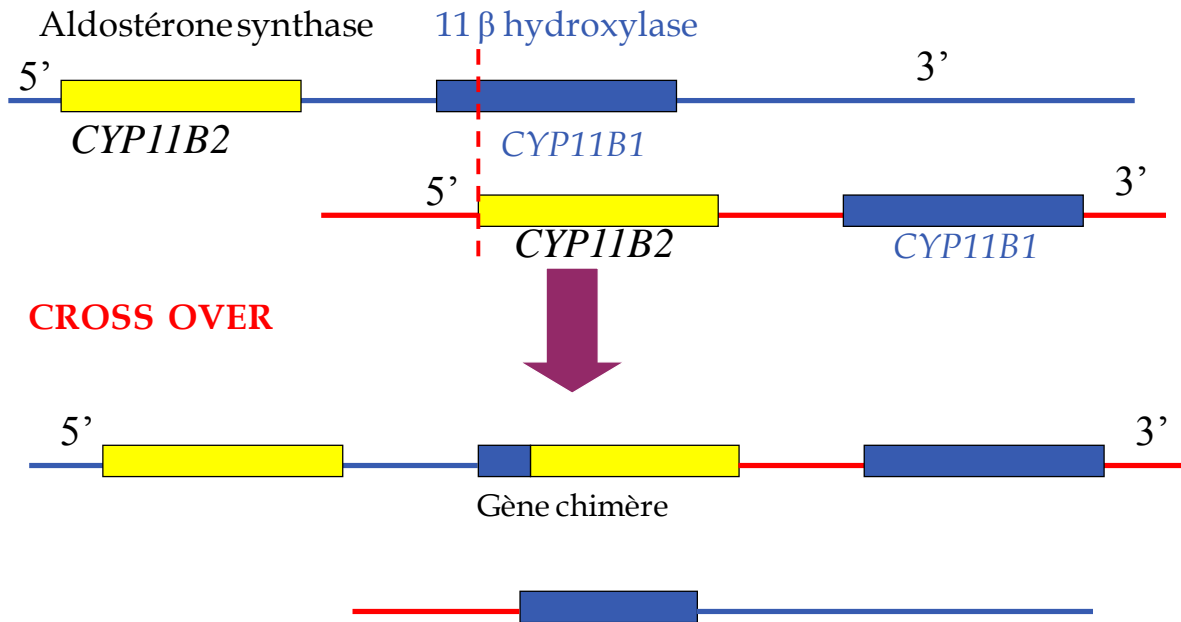 Aldostérone synthase 11 β hydroxylase
5’ 3’
CYP11B2 CYP11B1
5’ 3’
CYP11B2 CYP11B1
CROSS OVER
5’ 3’
Gène chimère